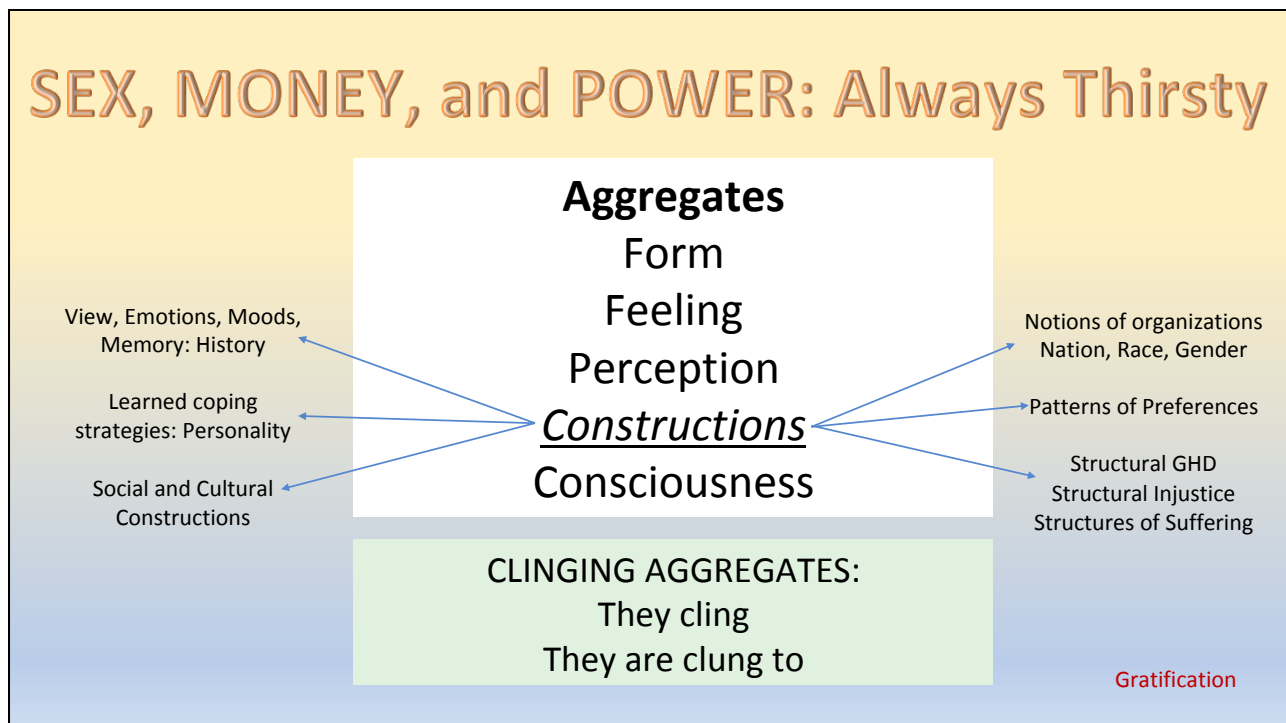 SEX, MONEY, and POWER: Always Thirsty
Aggregates
Form
Feeling
Perception
Constructions
Consciousness
View, Emotions, Moods,
Memory: History
Learned coping
strategies: Personality
Social and Cultural
Constructions
Notions of organizations
Nation, Race, Gender
Patterns of Preferences
Structural GHD
Structural Injustice
Structures of Suffering
CLINGING AGGREGATES:
They cling
They are clung to
Gratification